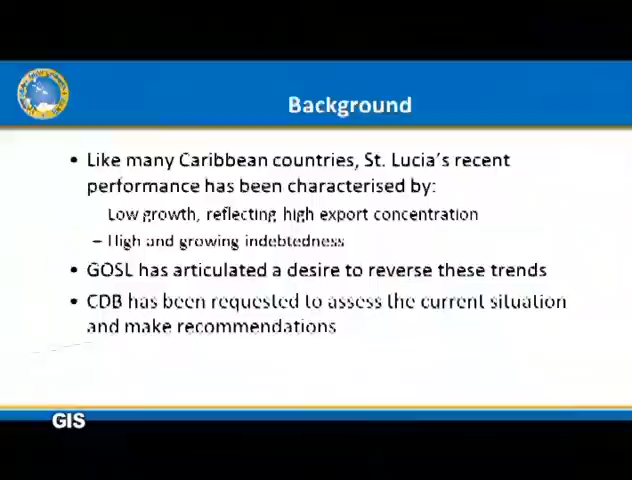 Background
• Like many Caribbean countries, St. Lucia's recent
performance has been characterised by:
Low growth, reflecting high export concentration
– High and growing indebtedness
• GOSL has articulated a desire to reverse these trends
• CDB has been requested to assess the current situation
and make recommendations
GIS